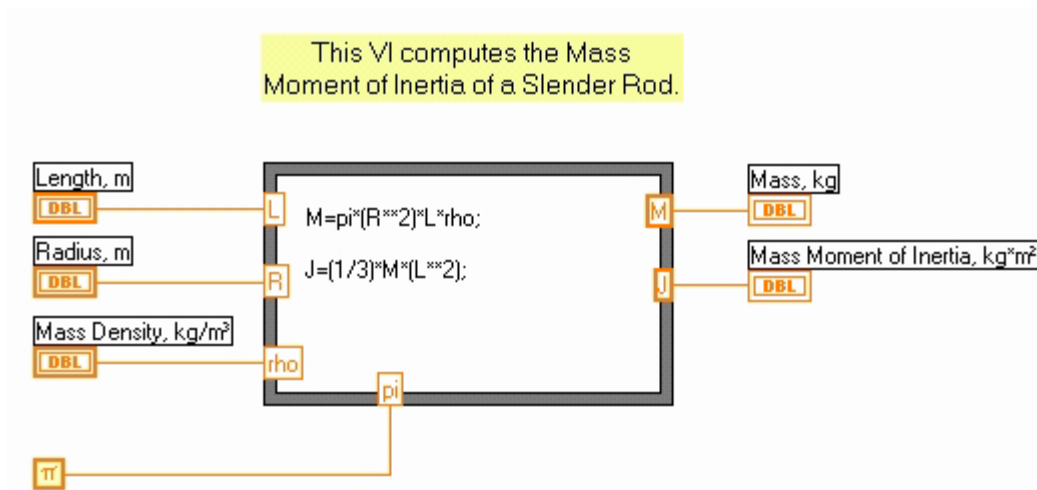 This VI computes the Mass
Moment of Inertia of a Slender Rod.
Length, m
DBL
L
M=pi*(R**2)*L*rho;
M
Mass, kg
DBL
Radius, m
DBL
R
J=(1/3)*M*(L**2);
J
Mass Moment of Inertia, kg*m²
DBL
Mass Density, kg/m³
DBL
rho
pi
π